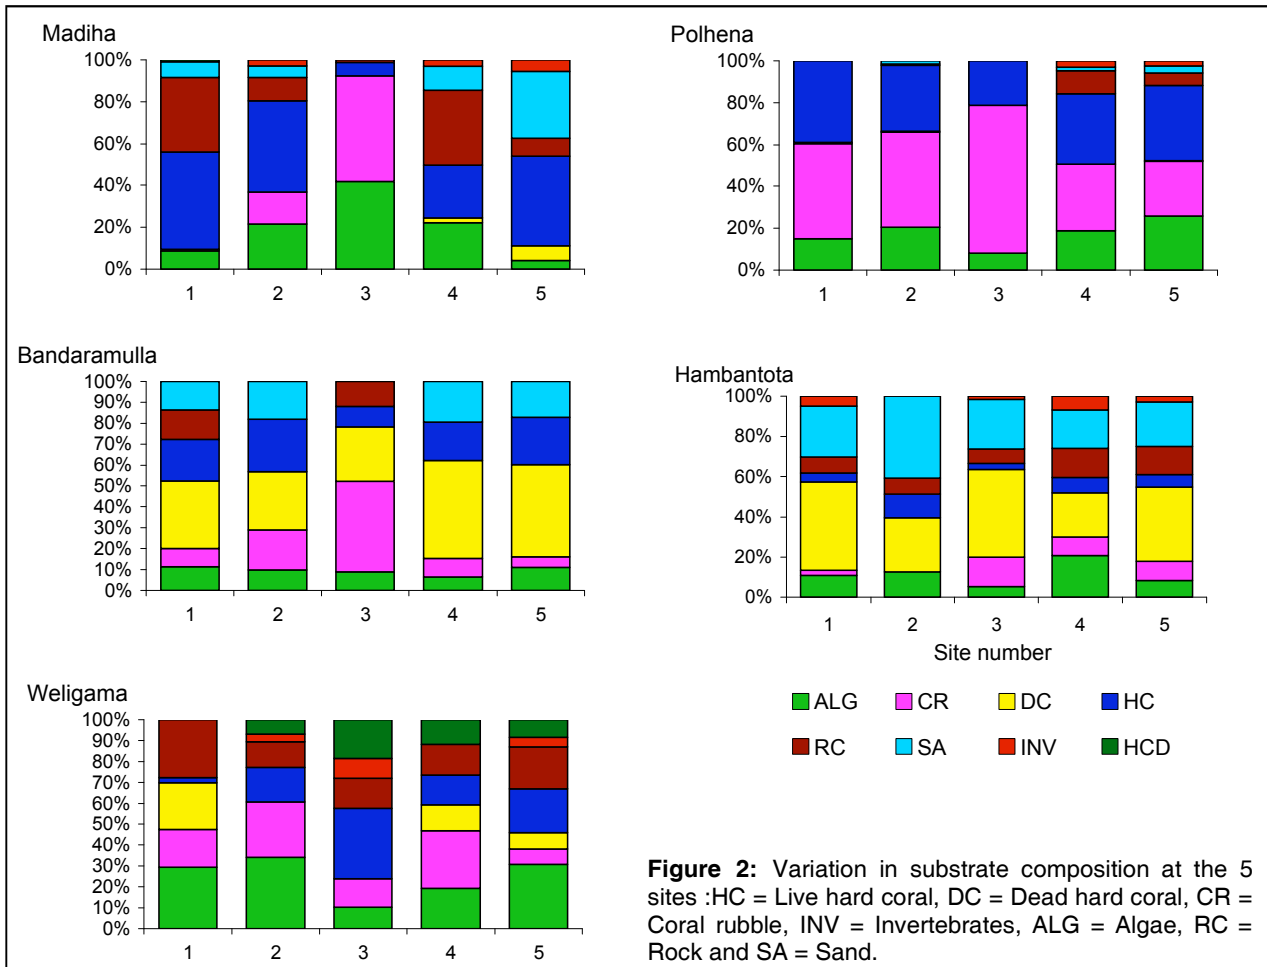 Madiha
100%
80%
60%
40%
20%
0%
1 2 3 4 5
Polhena
100%
80%
60%
40%
20%
0%
1 2 3 4 5
Bandaramulla
100%
90%
80%
70%
60%
50%
40%
30%
20%
10%
0%
1 2 3 4 5
Hambantota
100%
80%
60%
40%
20%
0%
1 2 3 4 5
Site number
ALG CR DC HC
RC SA INV HCD
Weligama
100%
90%
80%
70%
60%
50%
40%
30%
20%
10%
0%
1 2 3 4 5
Figure 2: Variation in substrate composition at the 5
sites :HC = Live hard coral, DC = Dead hard coral, CR =
Coral rubble, INV = Invertebrates, ALG = Algae, RC =
Rock and SA = Sand.